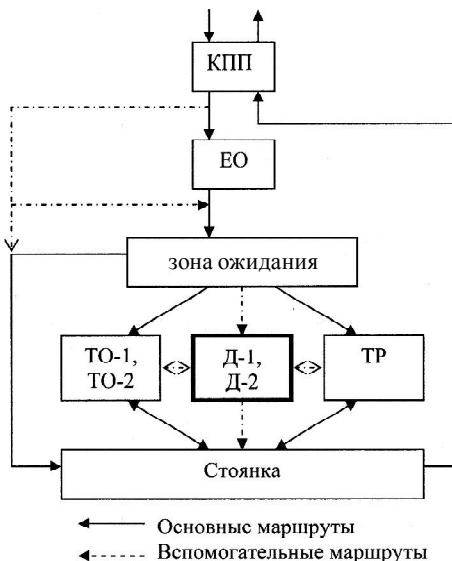 КПП
ЕО
зона ожидания
ТО-1,
ТО-2
Д-1,
Д-2
ТР
Стоянка
Основные маршруты
Вспомогательные маршруты